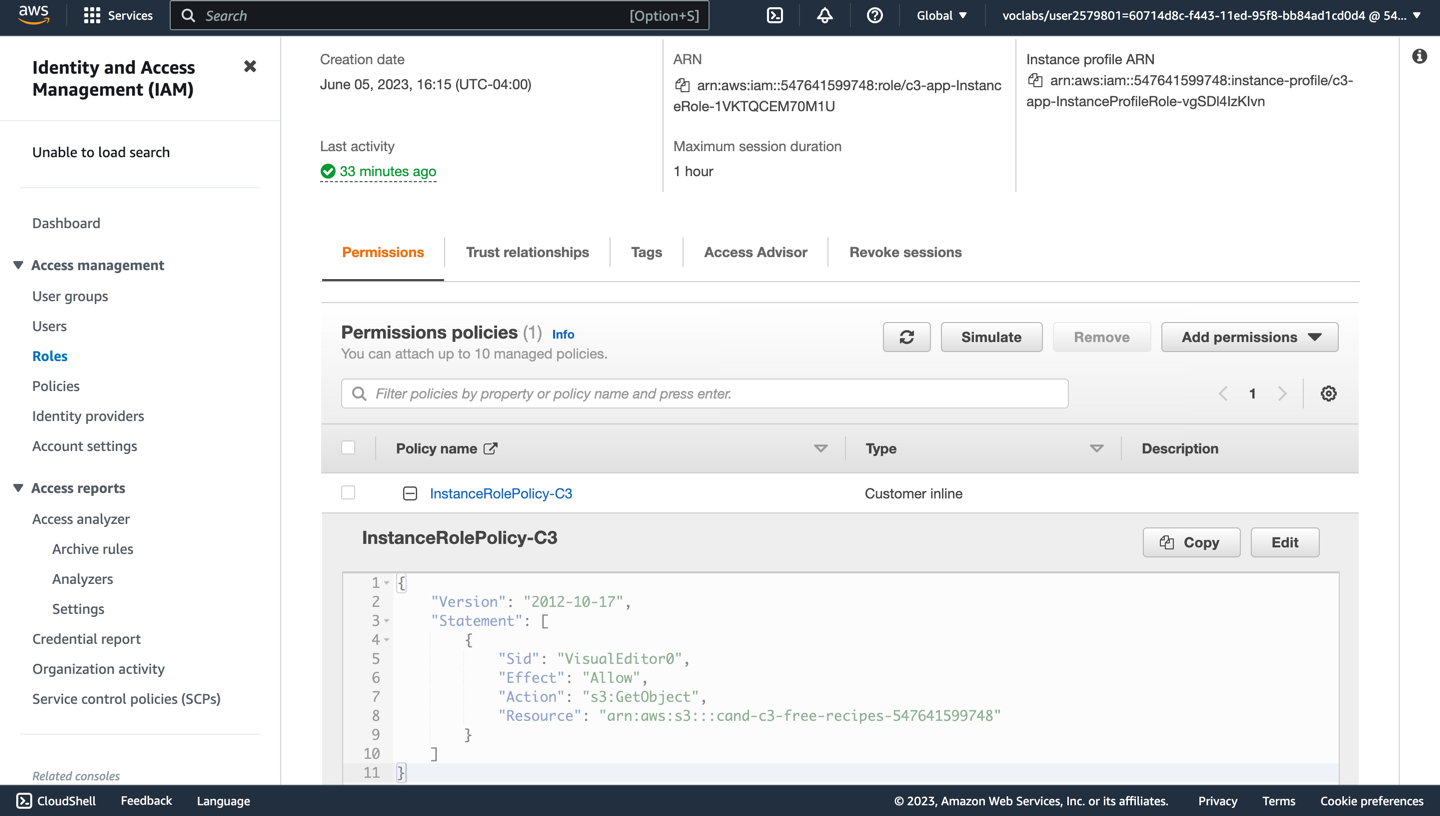 aws
Services
Search
[Option+S]
Global
voclabs/user2579801=60714d8c-f443-11ed-95f8-bb84ad1cd0d4 @ 54...
Identity and Access
Management (IAM)
Unable to load search
Dashboard
Access management
User groups
Users
Roles
Policies
Identity providers
Account settings
Access reports
Access analyzer
Archive rules
Analyzers
Settings
Credential report
Organization activity
Service control policies (SCPs)
Related consoles
Creation date
June 05, 2023, 16:15 (UTC-04:00)
Last activity
33 minutes ago
ARN
arn:aws:iam::547641599748:role/c3-app-Instanc
eRole-1VKTQCEM70M1U
Maximum session duration
1 hour
Instance profile ARN
arn:aws:iam::547641599748:instance-profile/c3-
app-InstanceProfileRole-vgSDl4IzKIvn
Permissions
Trust relationships
Tags
Access Advisor
Revoke sessions
Permissions policies (1) Info
You can attach up to 10 managed policies.
Simulate
Remove
Add permissions
Filter policies by property or policy name and press enter.
1
Policy name
Type
Description
InstanceRolePolicy-C3
Customer inline
InstanceRolePolicy-C3
Copy
Edit
1 {
2 "Version": "2012-10-17",
3 "Statement": [
4 {
5 "Sid": "VisualEditor0",
6 "Effect": "Allow",
7 "Action": "s3:GetObject",
8 "Resource": "arn:aws:s3:::cand-c3-free-recipes-547641599748"
9 }
10 ]
11 }
CloudShell
Feedback
Language
© 2023, Amazon Web Services, Inc. or its affiliates.
Privacy
Terms
Cookie preferences